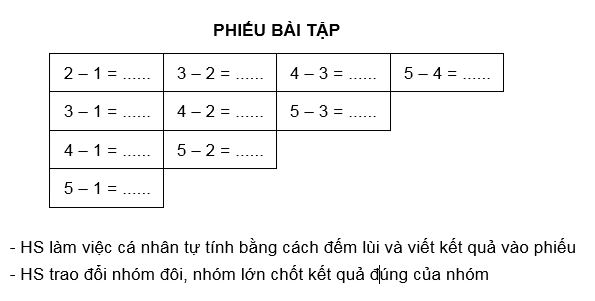 PHIẾU BÀI TẬP
2 – 1 = ...... 3 – 2 = ...... 4 – 3 = ...... 5 – 4 = ......
3 – 1 = ...... 4 – 2 = ...... 5 – 3 = ......
4 – 1 = ...... 5 – 2 = ......
5 – 1 = ......
- HS làm việc cá nhân tự tính bằng cách đếm lùi và viết kết quả vào phiếu
- HS trao đổi nhóm đôi, nhóm lớn chốt kết quả đúng của nhóm